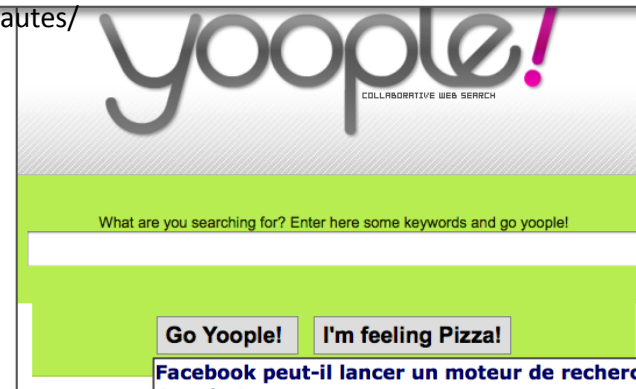 autes/
yoople!
COLLABORATIVE WEB SEARCH
What are you searching for? Enter here some keywords and go yoople!
Go Yoople! I'm feeling Pizza!
Facebook peut-il lancer un moteur de recherc